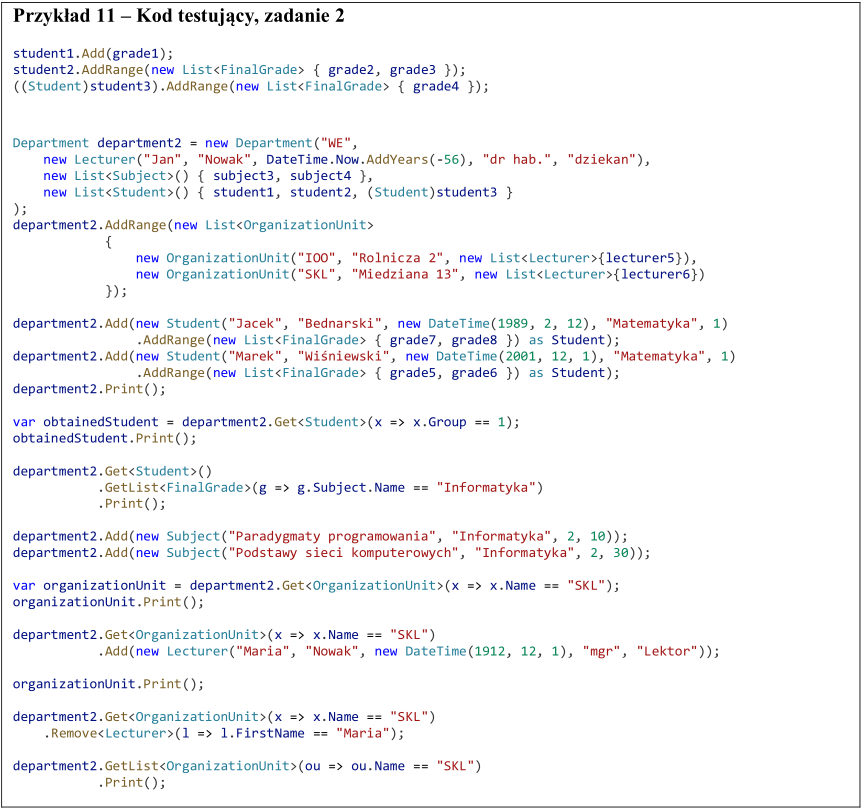 Przykład 11 – Kod testujący, zadanie 2
student1.Add(grade1);
student2.AddRange(new List<FinalGrade> { grade2, grade3 });
((Student)student3).AddRange(new List<FinalGrade> { grade4 });
Department department2 = new Department("WE",
    new Lecturer("Jan", "Nowak", DateTime.Now.AddYears(-56), "dr hab.", "dziekan"),
    new List<Subject>() { subject3, subject4 },
    new List<Student>() { student1, student2, (Student)student3 }
);
department2.AddRange(new List<OrganizationUnit>
            {
                new OrganizationUnit("IOO", "Rolnicza 2", new List<Lecturer>{lecturer5}),
                new OrganizationUnit("SKL", "Miedziana 13", new List<Lecturer>{lecturer6})
            });
department2.Add(new Student("Jacek", "Bednarski", new DateTime(1989, 2, 12), "Matematyka", 1)
                .AddRange(new List<FinalGrade> { grade7, grade8 }) as Student);
department2.Add(new Student("Marek", "Wiśniewski", new DateTime(2001, 12, 1), "Matematyka", 1)
                .AddRange(new List<FinalGrade> { grade5, grade6 }) as Student);
department2.Print();
var obtainedStudent = department2.Get<Student>(x => x.Group == 1);
obtainedStudent.Print();
department2.Get<Student>()
           .GetList<FinalGrade>(g => g.Subject.Name == "Informatyka")
           .Print();
department2.Add(new Subject("Paradygmaty programowania", "Informatyka", 2, 10));
department2.Add(new Subject("Podstawy sieci komputerowych", "Informatyka", 2, 30));
var organizationUnit = department2.Get<OrganizationUnit>(x => x.Name == "SKL");
organizationUnit.Print();
department2.Get<OrganizationUnit>(x => x.Name == "SKL")
           .Add(new Lecturer("Maria", "Nowak", new DateTime(1912, 12, 1), "mgr", "Lektor"));
organizationUnit.Print();
department2.Get<OrganizationUnit>(x => x.Name == "SKL")
    .Remove<Lecturer>(l => l.FirstName == "Maria");
department2.GetList<OrganizationUnit>(ou => ou.Name == "SKL")
           .Print();